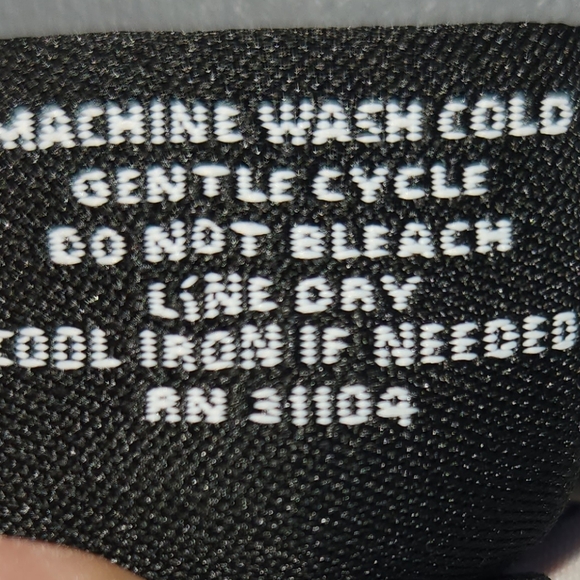 MACHINE WASH COLD
GENTLE CYCLE
DO NOT BLEACH
LINE DRY
COOL IRON IF NEEDED
RN 31104